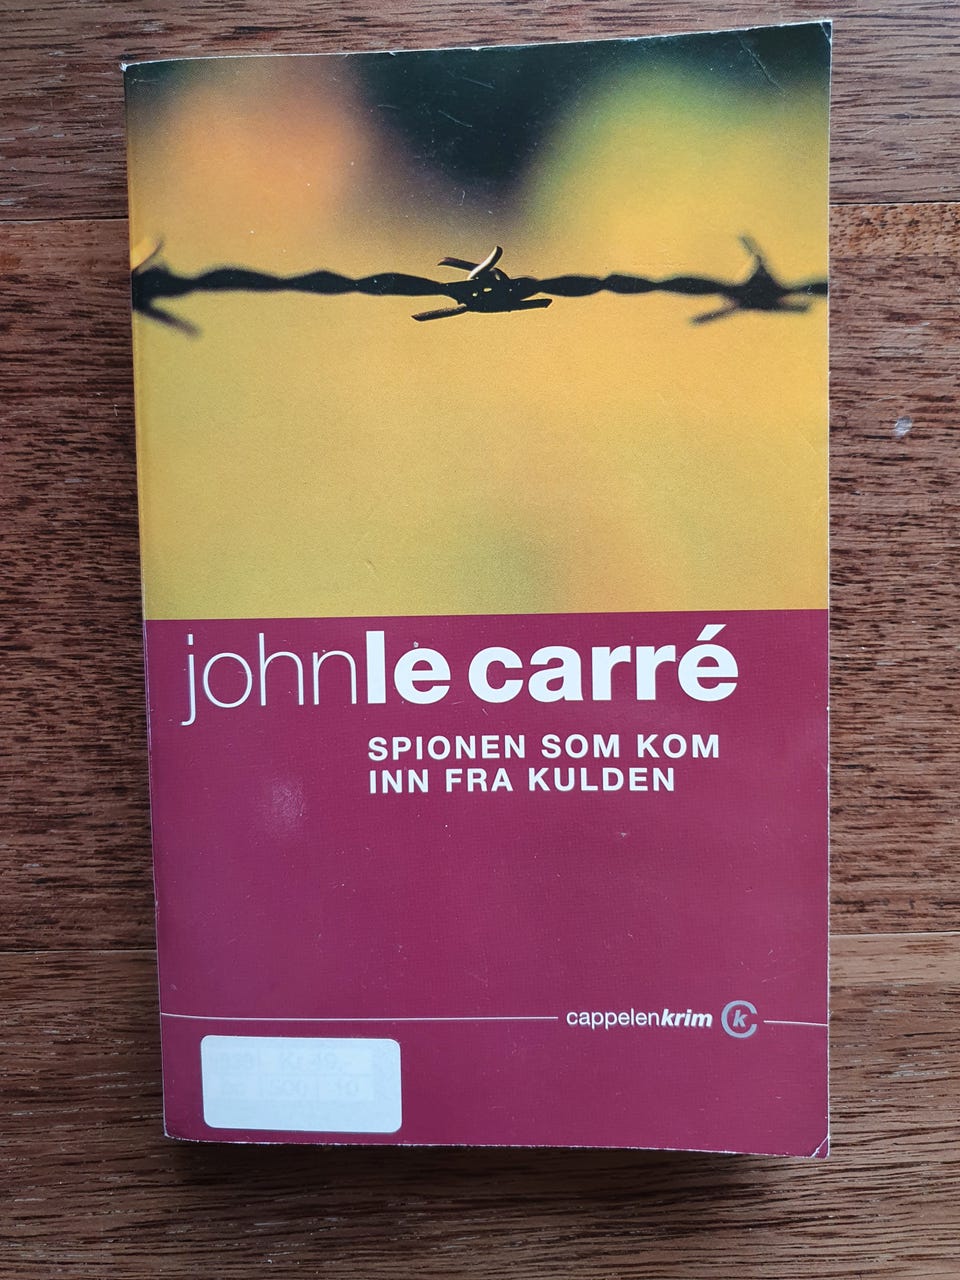 johnle carré
SPIONEN SOM KOM
INN FRA KULDEN
cappelenkrim k